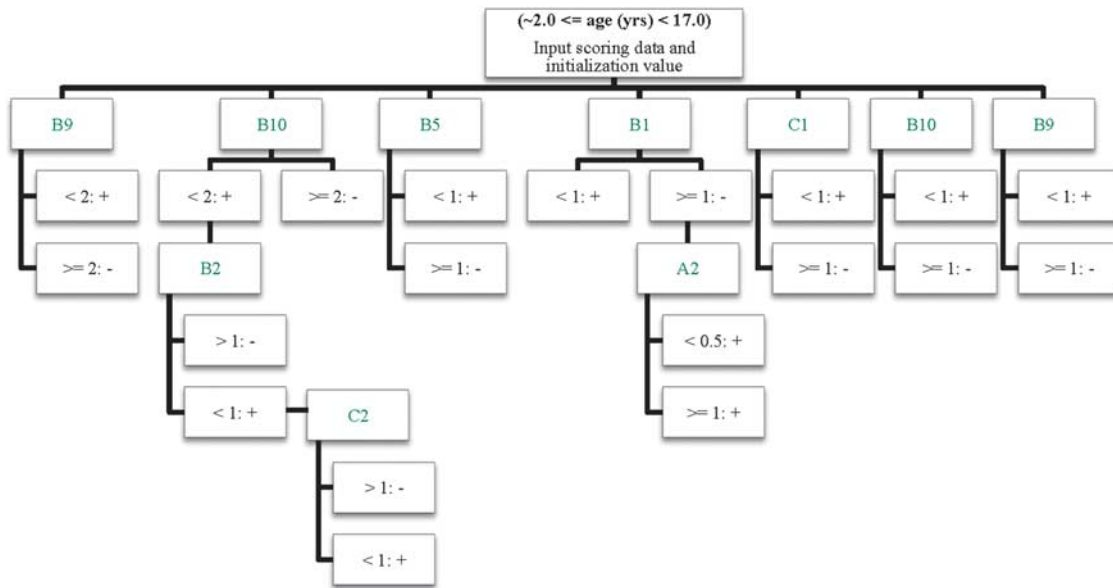 (~2.0 <= age (yrs) < 17.0)
Input scoring data and
initialization value
B9
B10
B5
B1
C1
B10
B9
< 2: +
< 2: +
>= 2: -
< 1: +
< 1: +
>= 1: -
< 1: +
< 1: +
< 1: +
>= 2: -
B2
>= 1: -
A2
>= 1: -
>= 1: -
>= 1: -
> 1: -
< 0.5: +
< 1: +
C2
>= 1: +
> 1: -
< 1: +